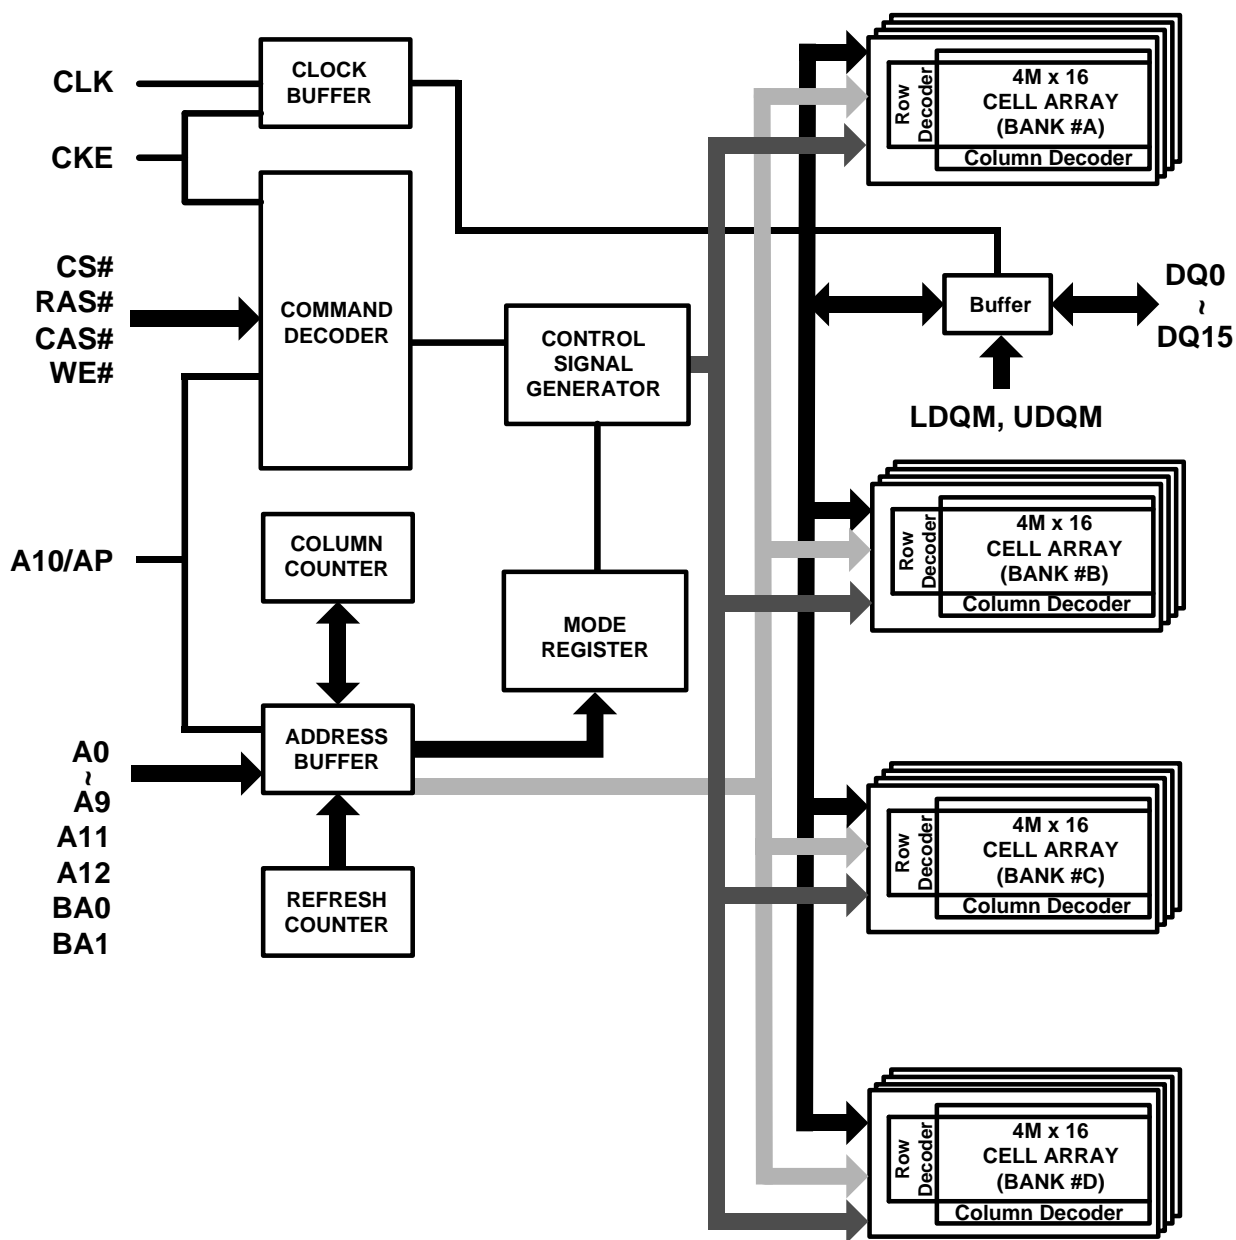 CLK
CKE
CS#
RAS#
CAS#
WE#
A10/AP
A0
~
A9
A11
A12
BA0
BA1
CLOCK
BUFFER
COMMAND
DECODER
COLUMN
COUNTER
ADDRESS
BUFFER
REFRESH
COUNTER
CONTROL
SIGNAL
GENERATOR
MODE
REGISTER
Row
Decoder
4M x 16
CELL ARRAY
(BANK #A)
Column Decoder
Buffer
DQ0
~
DQ15
LDQM, UDQM
Row
Decoder
4M x 16
CELL ARRAY
(BANK #B)
Column Decoder
Row
Decoder
4M x 16
CELL ARRAY
(BANK #C)
Column Decoder
Row
Decoder
4M x 16
CELL ARRAY
(BANK #D)
Column Decoder